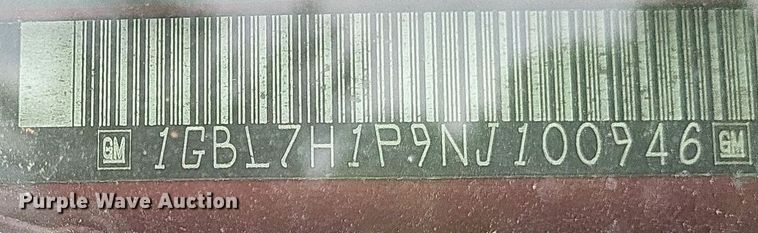 GM 1GBL7H1P9NJ100946 GM
Purple Wave Auction